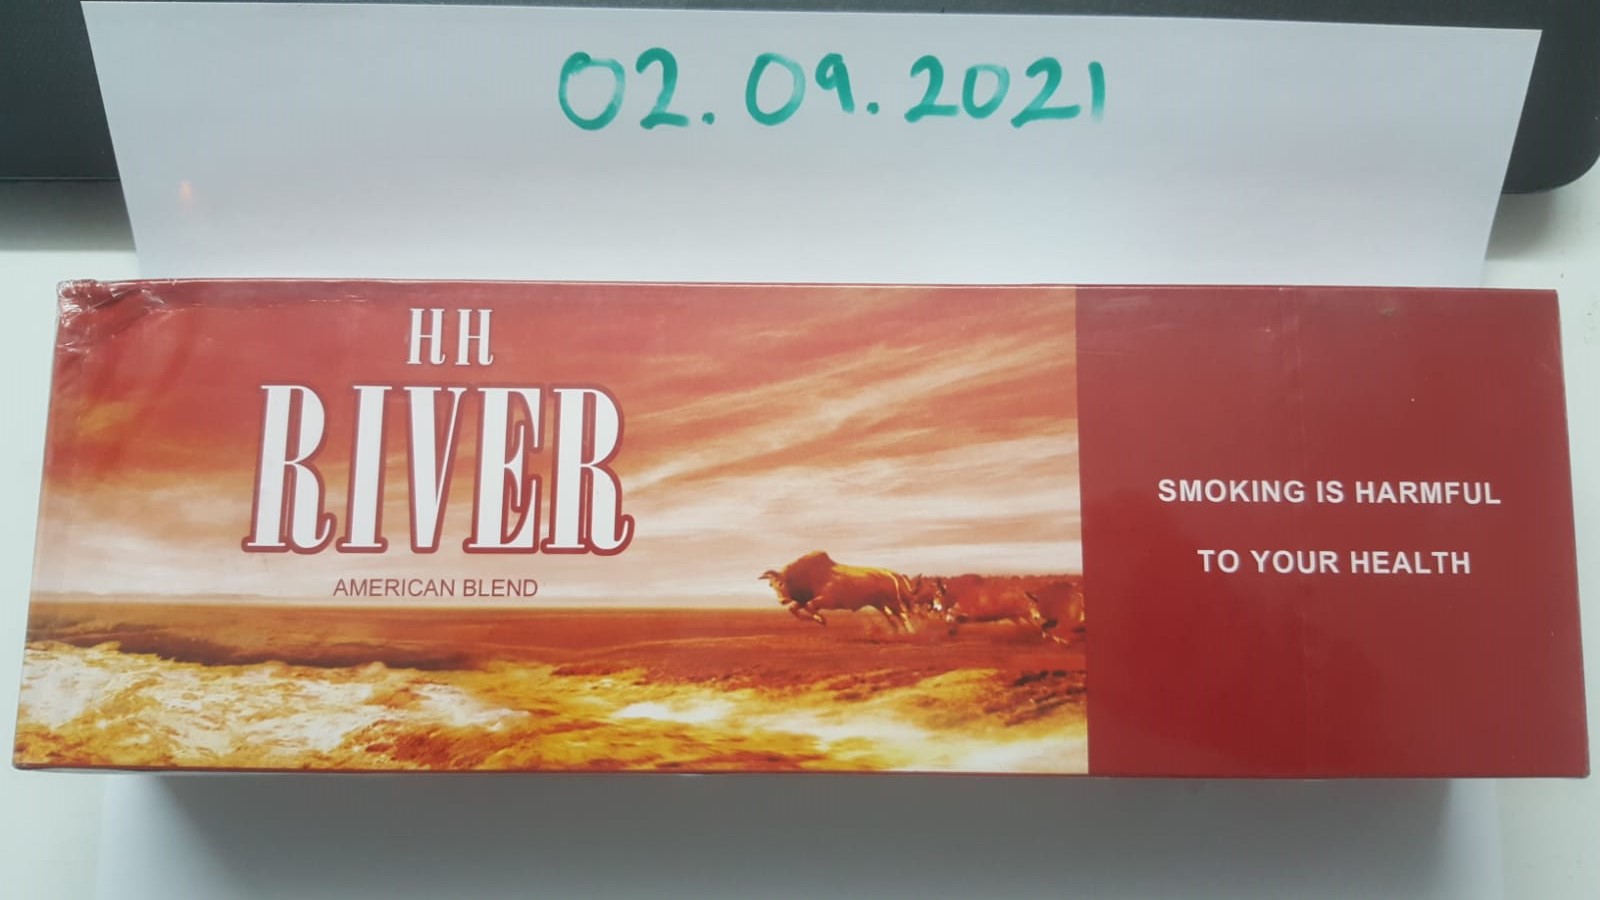 02.09.2021
HH
RIVER
AMERICAN BLEND
SMOKING IS HARMFUL
TO YOUR HEALTH